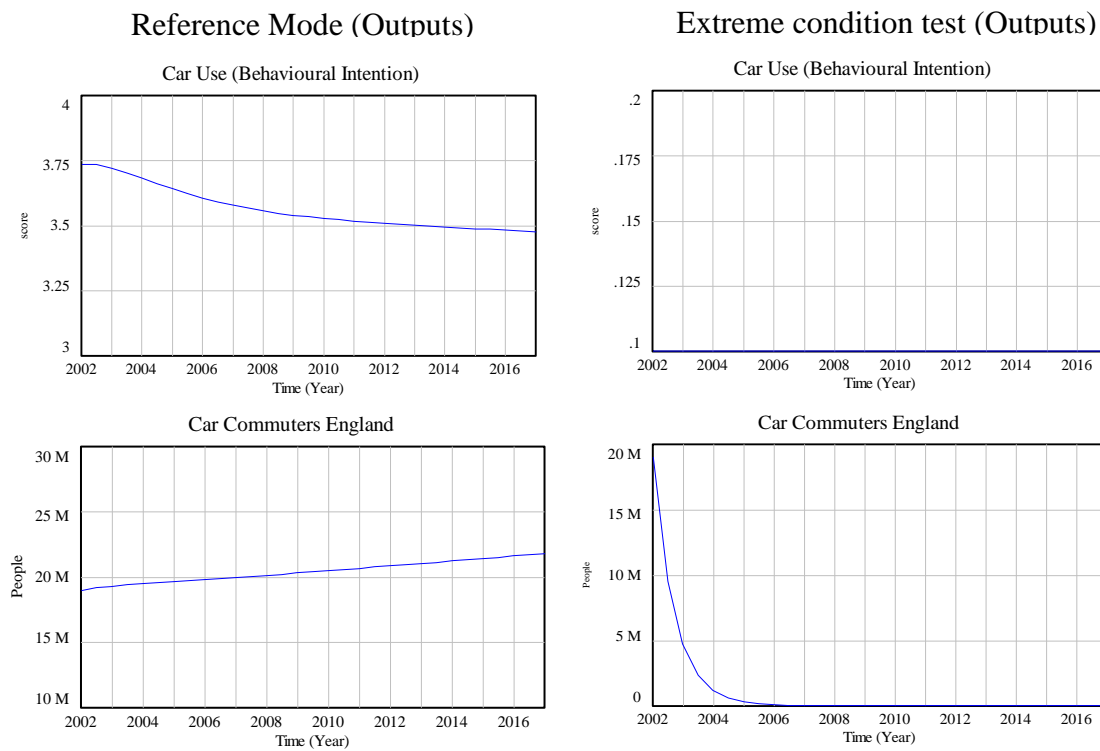 Reference Mode (Outputs)
Car Use (Behavioural Intention)
4
3.75
3.5
3.25
3
score
2002 2004 2006 2008 2010 2012 2014 2016
Time (Year)
Car Commuters England
30 M
25 M
20 M
15 M
10 M
People
2002 2004 2006 2008 2010 2012 2014 2016
Time (Year)
Extreme condition test (Outputs)
Car Use (Behavioural Intention)
.2
.175
.15
.125
.1
score
2002 2004 2006 2008 2010 2012 2014 2016
Time (Year)
Car Commuters England
20 M
15 M
10 M
5 M
0
People
2002 2004 2006 2008 2010 2012 2014 2016
Time (Year)